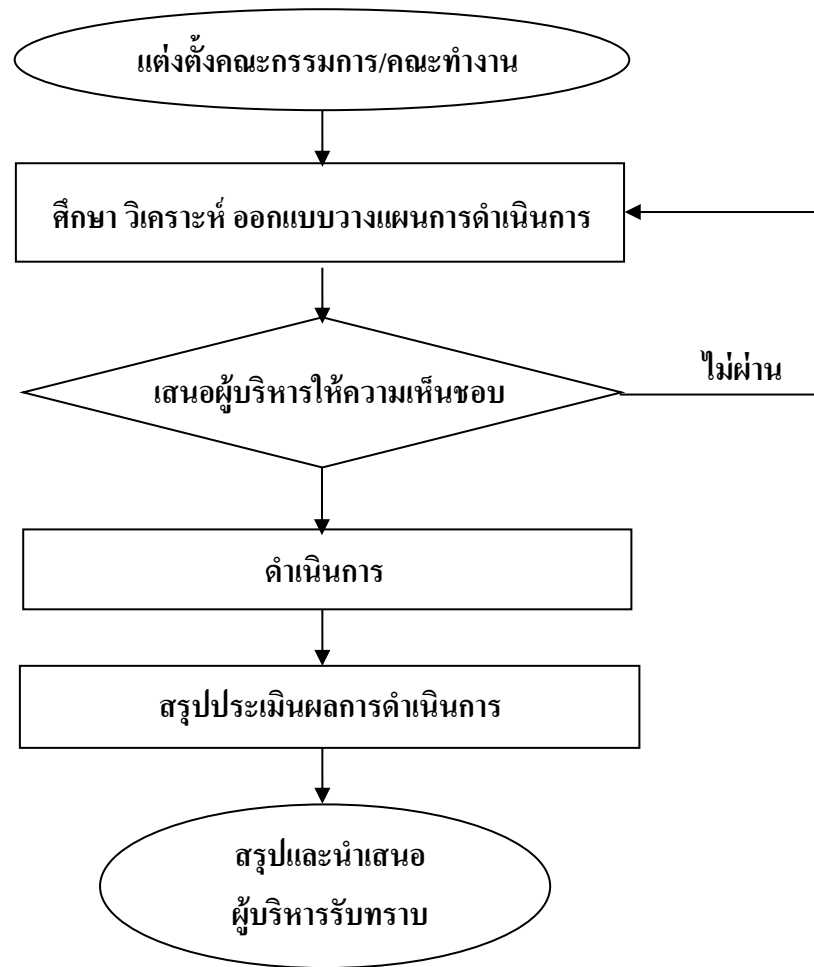 แต่งตั้งคณะกรรมการ/คณะทำงาน
ศึกษา วิเคราะห์ ออกแบบวางแผนการดำเนินการ
เสนอผู้บริหารให้ความเห็นชอบ
ไม่ผ่าน
ดำเนินการ
สรุปประเมินผลการดำเนินการ
สรุปและนำเสนอ
ผู้บริหารรับทราบ